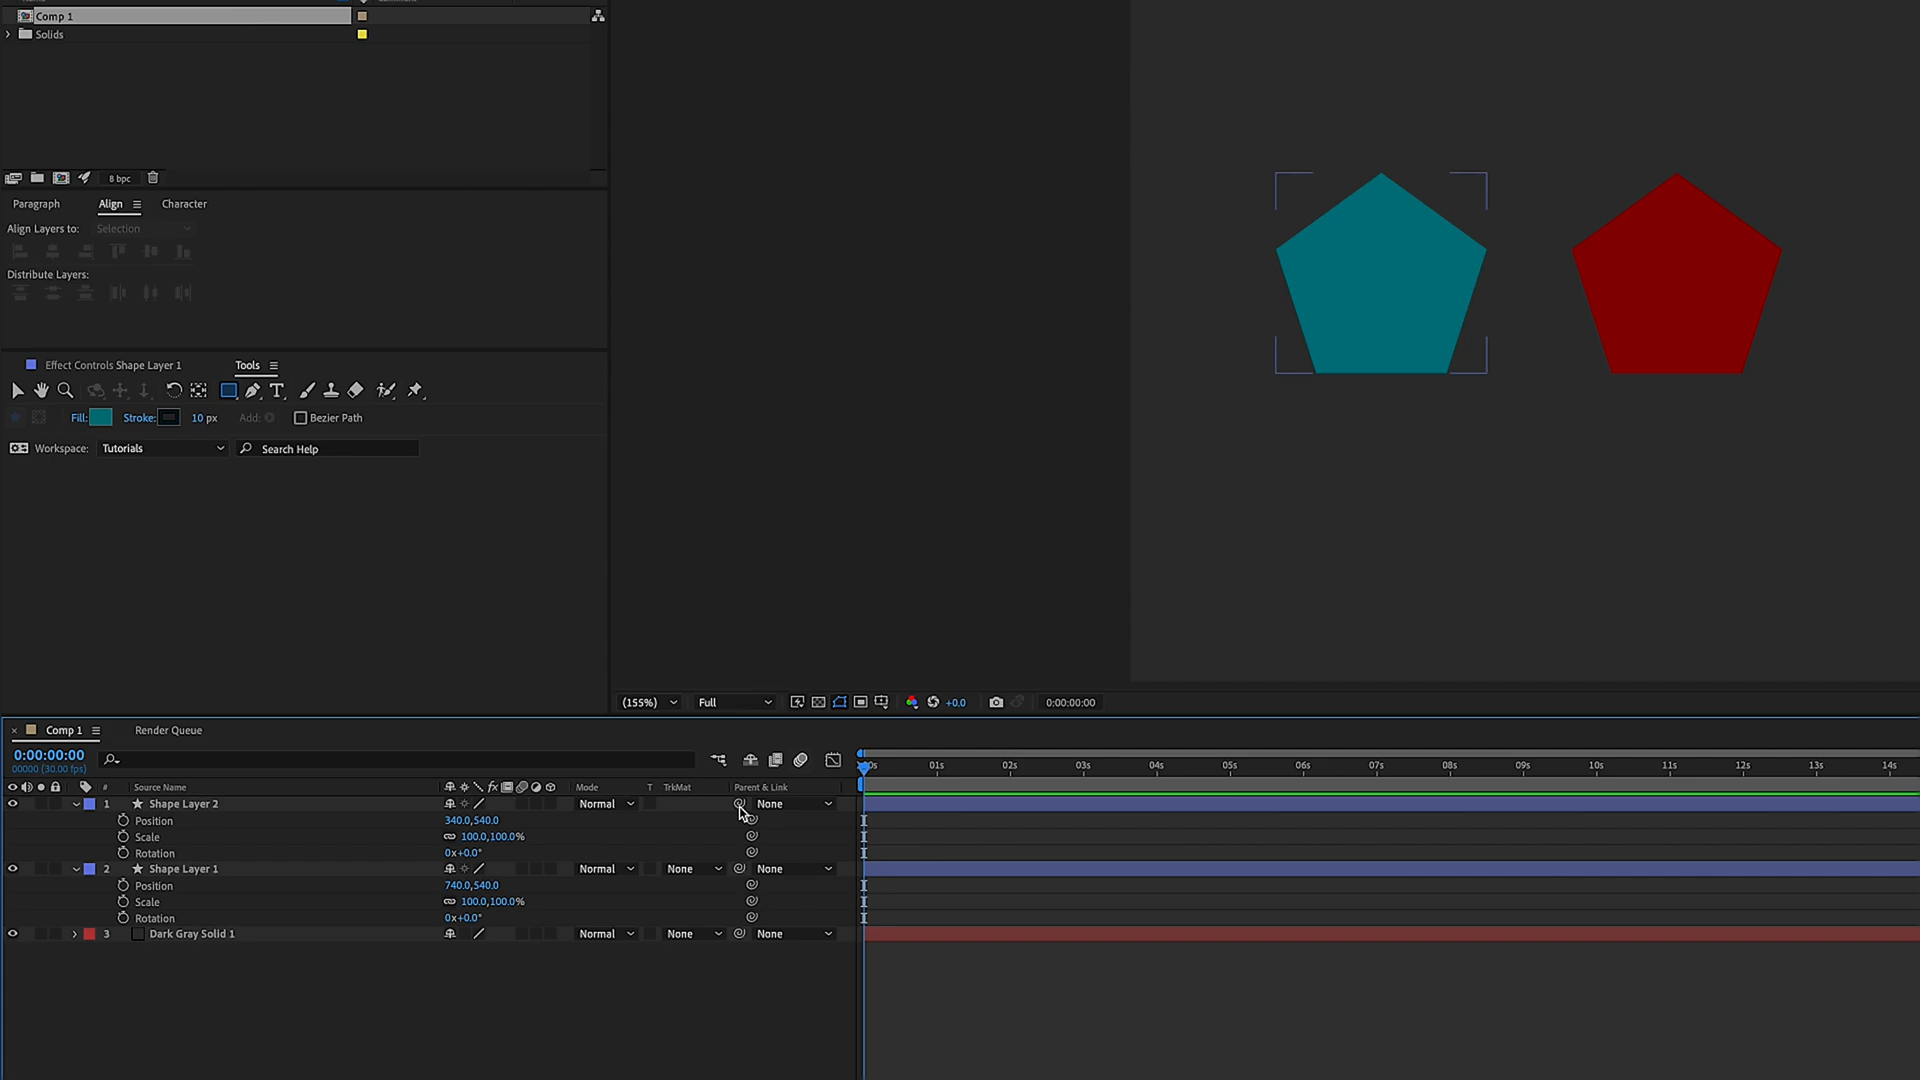 Comp 1
Solids
8 bpc
Paragraph Align Character
Align Layers to: Selection
Distribute Layers:
Effect Controls Shape Layer 1 Tools
Fill: Stroke: 10 px Add: Bezier Path
Workspace: Tutorials Search Help
(155%) Full +0.0 0:00:00:00
Comp 1 Render Queue
0:00:00:00
00000 (30.00 fps)
00s 01s 02s 03s 04s 05s 06s 07s 08s 09s 10s 11s 12s 13s 14s
# Source Name fx Mode T TrkMat Parent & Link
1 Shape Layer 2 Normal None
Position 340.0,540.0
Scale 100.0,100.0%
Rotation 0x+0.0°
2 Shape Layer 1 Normal None None
Position 740.0,540.0
Scale 100.0,100.0%
Rotation 0x+0.0°
3 Dark Gray Solid 1 Normal None None